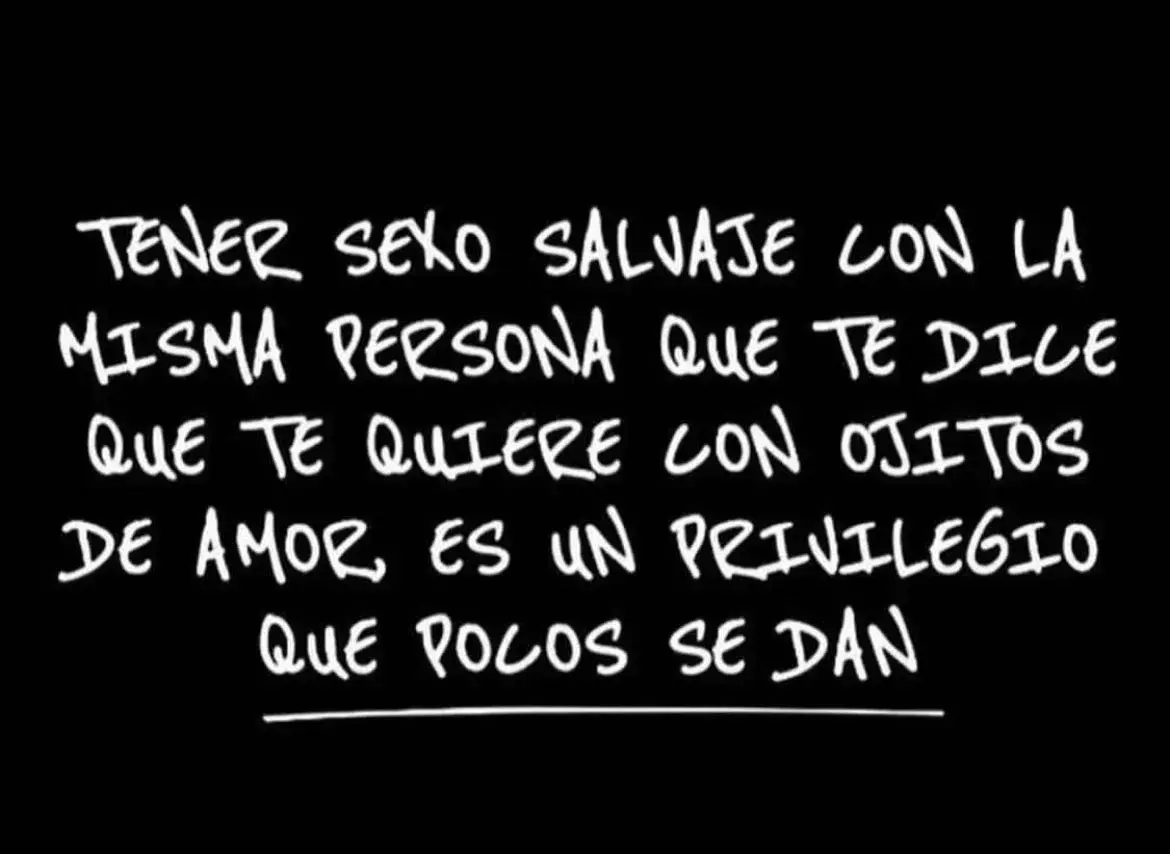 TENER SEXO SALVAJE CON LA
MISMA PERSONA QUE TE DICE
QUE TE QUIERE CON OJITOS
DE AMOR, ES UN PRIVILEGIO
QUE POCOS SE DAN